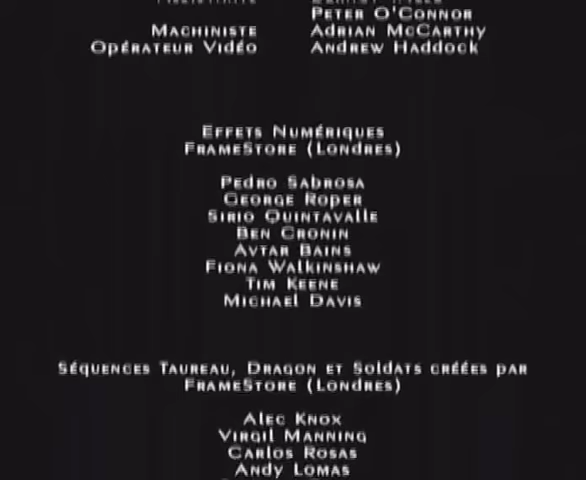 Peter O'Connor
Machiniste Adrian McCarthy
Opérateur Vidéo Andrew Haddock
Effets Numériques
FrameStore (Londres)
Pedro Sabrosa
George Roper
Sirio Quintavalle
Ben Cronin
Avtar Bains
Fiona Walkinshaw
Tim Keene
Michael Davis
Séquences Taureau, Dragon et Soldats créées par
FrameStore (Londres)
Alec Knox
Virgil Manning
Carlos Rosas
Andy Lomas